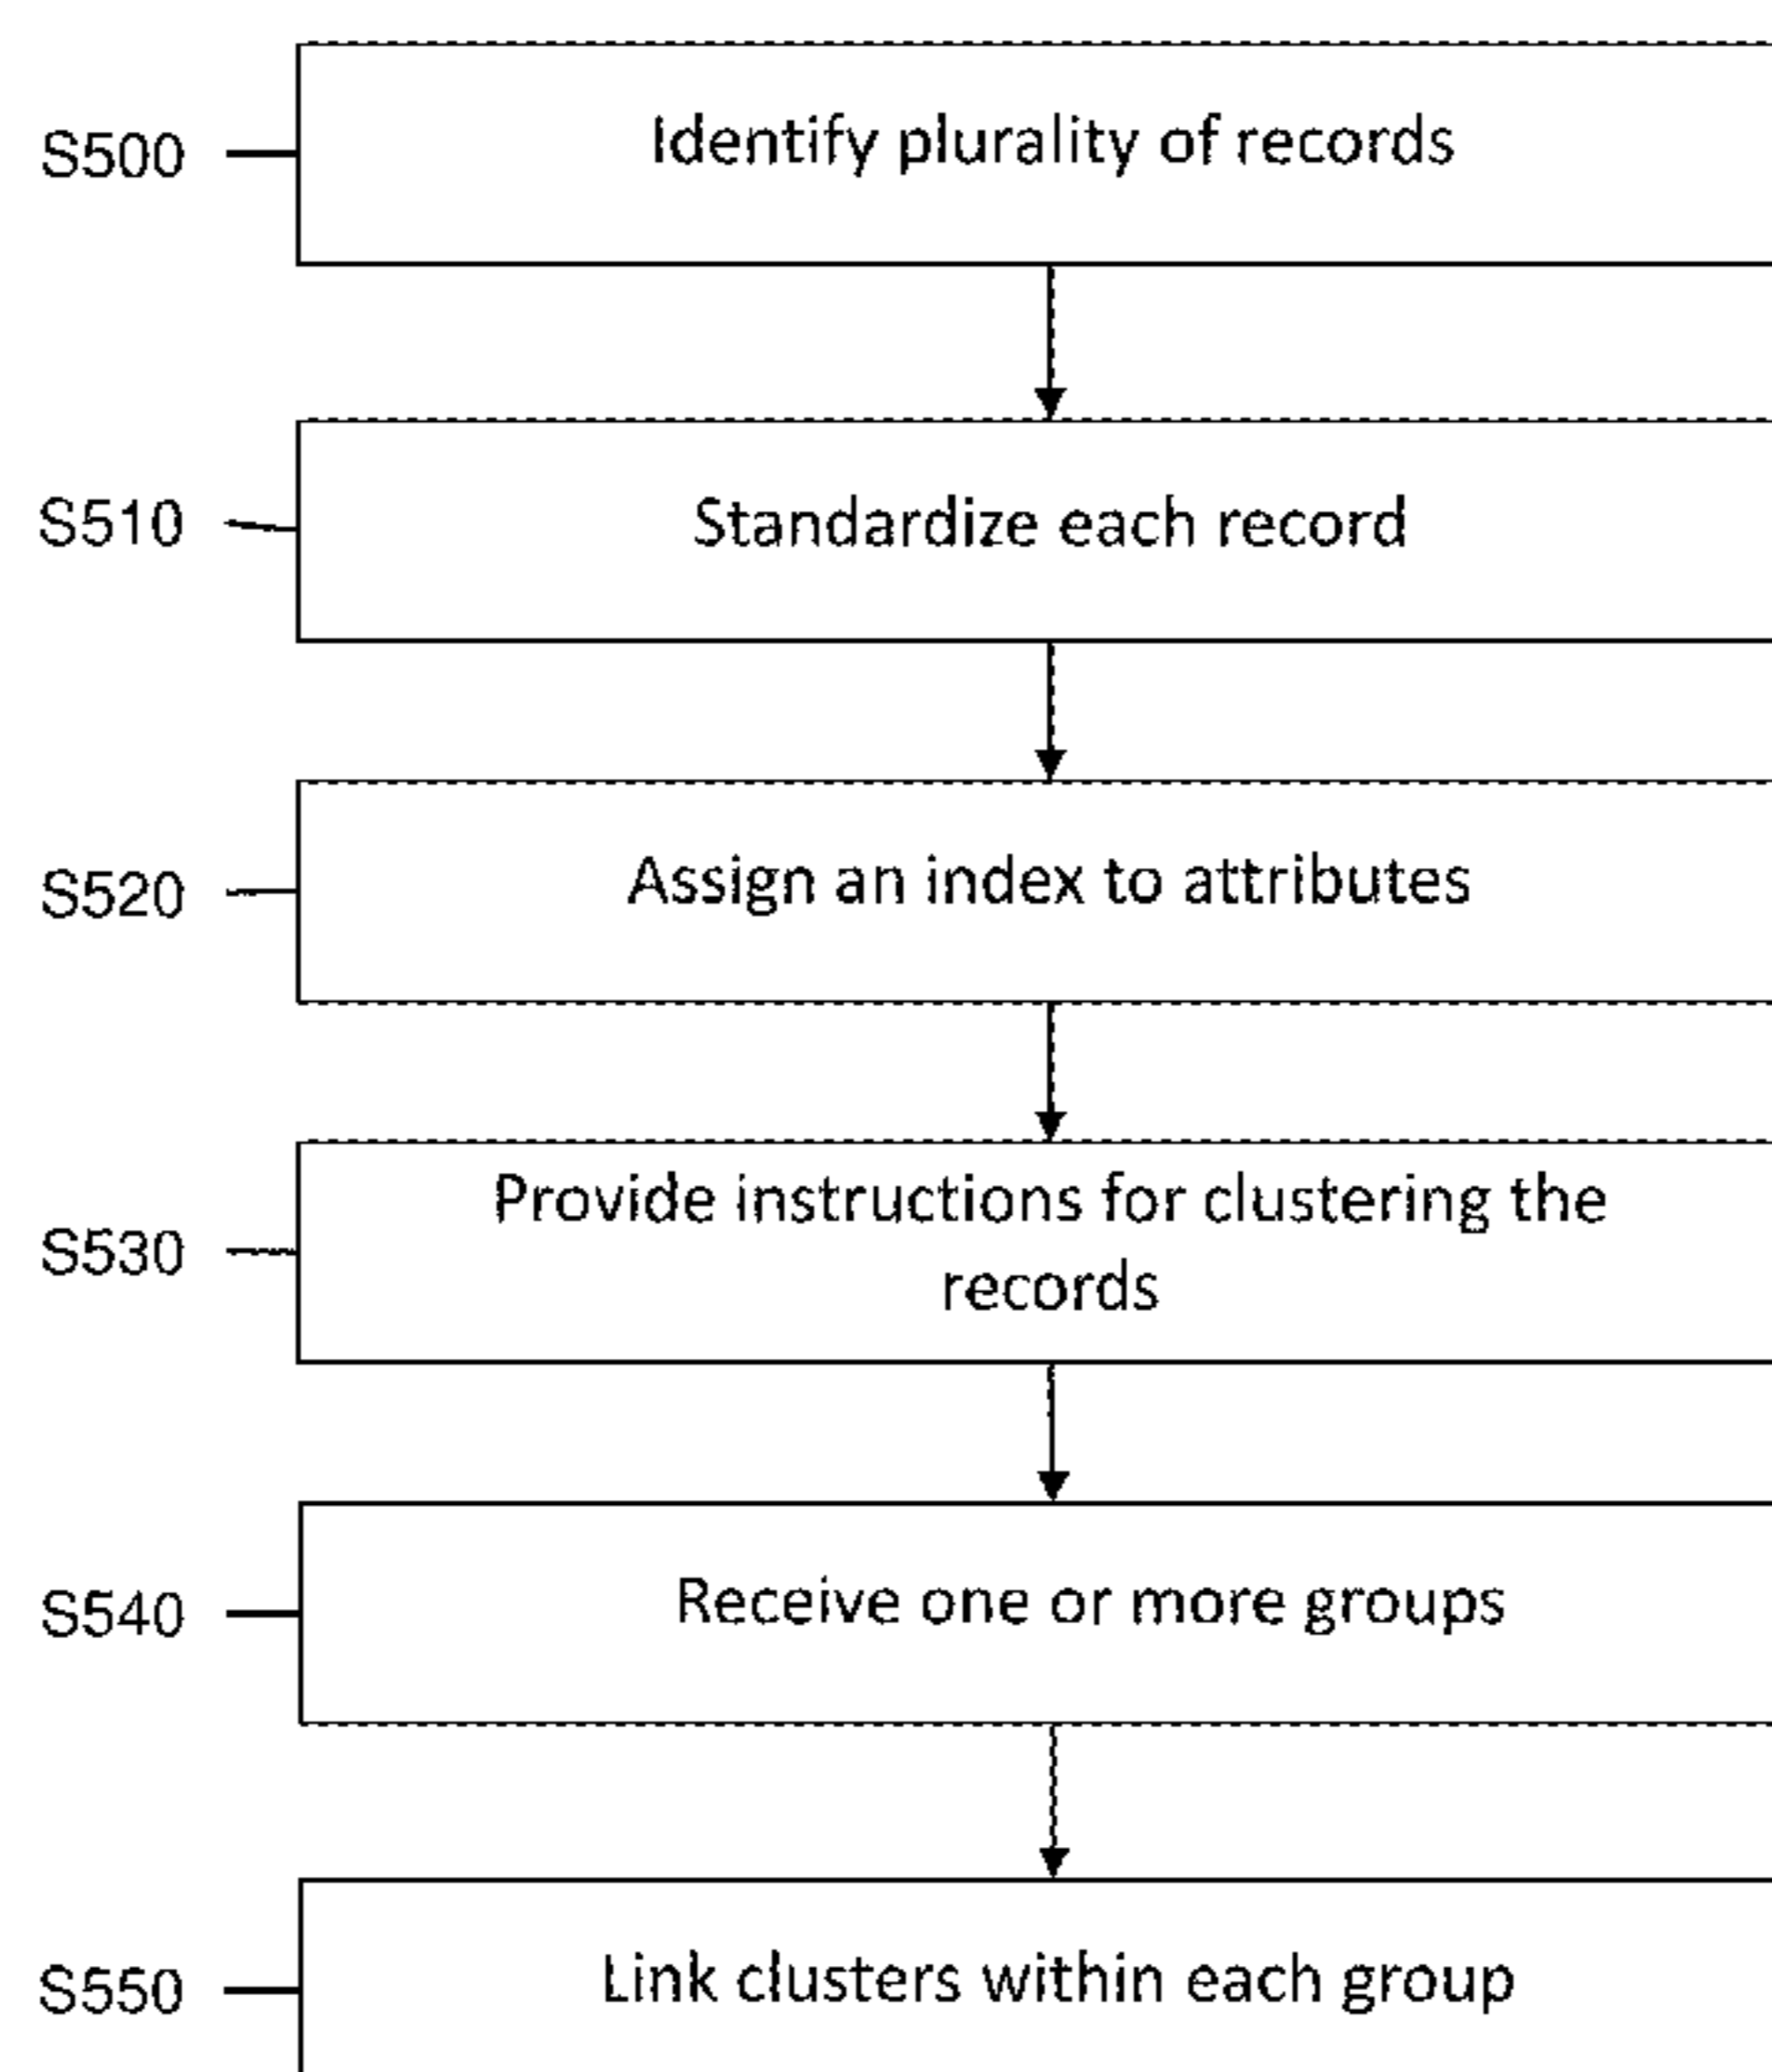 S500
Identify plurality of records
S510
Standardize each record
S520
Assign an index to attributes
S530
Provide instructions for clustering the
records
S540
Receive one or more groups
S550
Link clusters within each group